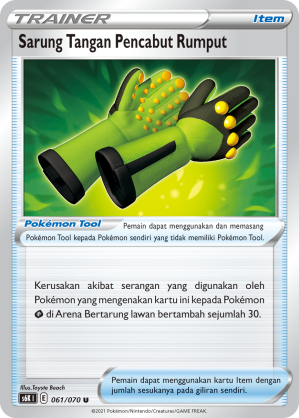 TRAINER Item
Sarung Tangan Pencabut Rumput
Pokémon Tool Pemain dapat menggunakan dan memasang
Pokémon Tool kepada Pokémon sendiri yang tidak memiliki Pokémon Tool.
Kerusakan akibat serangan yang digunakan oleh
Pokémon yang mengenakan kartu ini kepada Pokémon
di Arena Bertarung lawan bertambah sejumlah 30.
Illus.Toyste Beach
s6K I E 061/070 U
Pemain dapat menggunakan kartu Item dengan
jumlah sesukanya pada giliran sendiri.
©2021 Pokémon/Nintendo/Creatures/GAME FREAK.